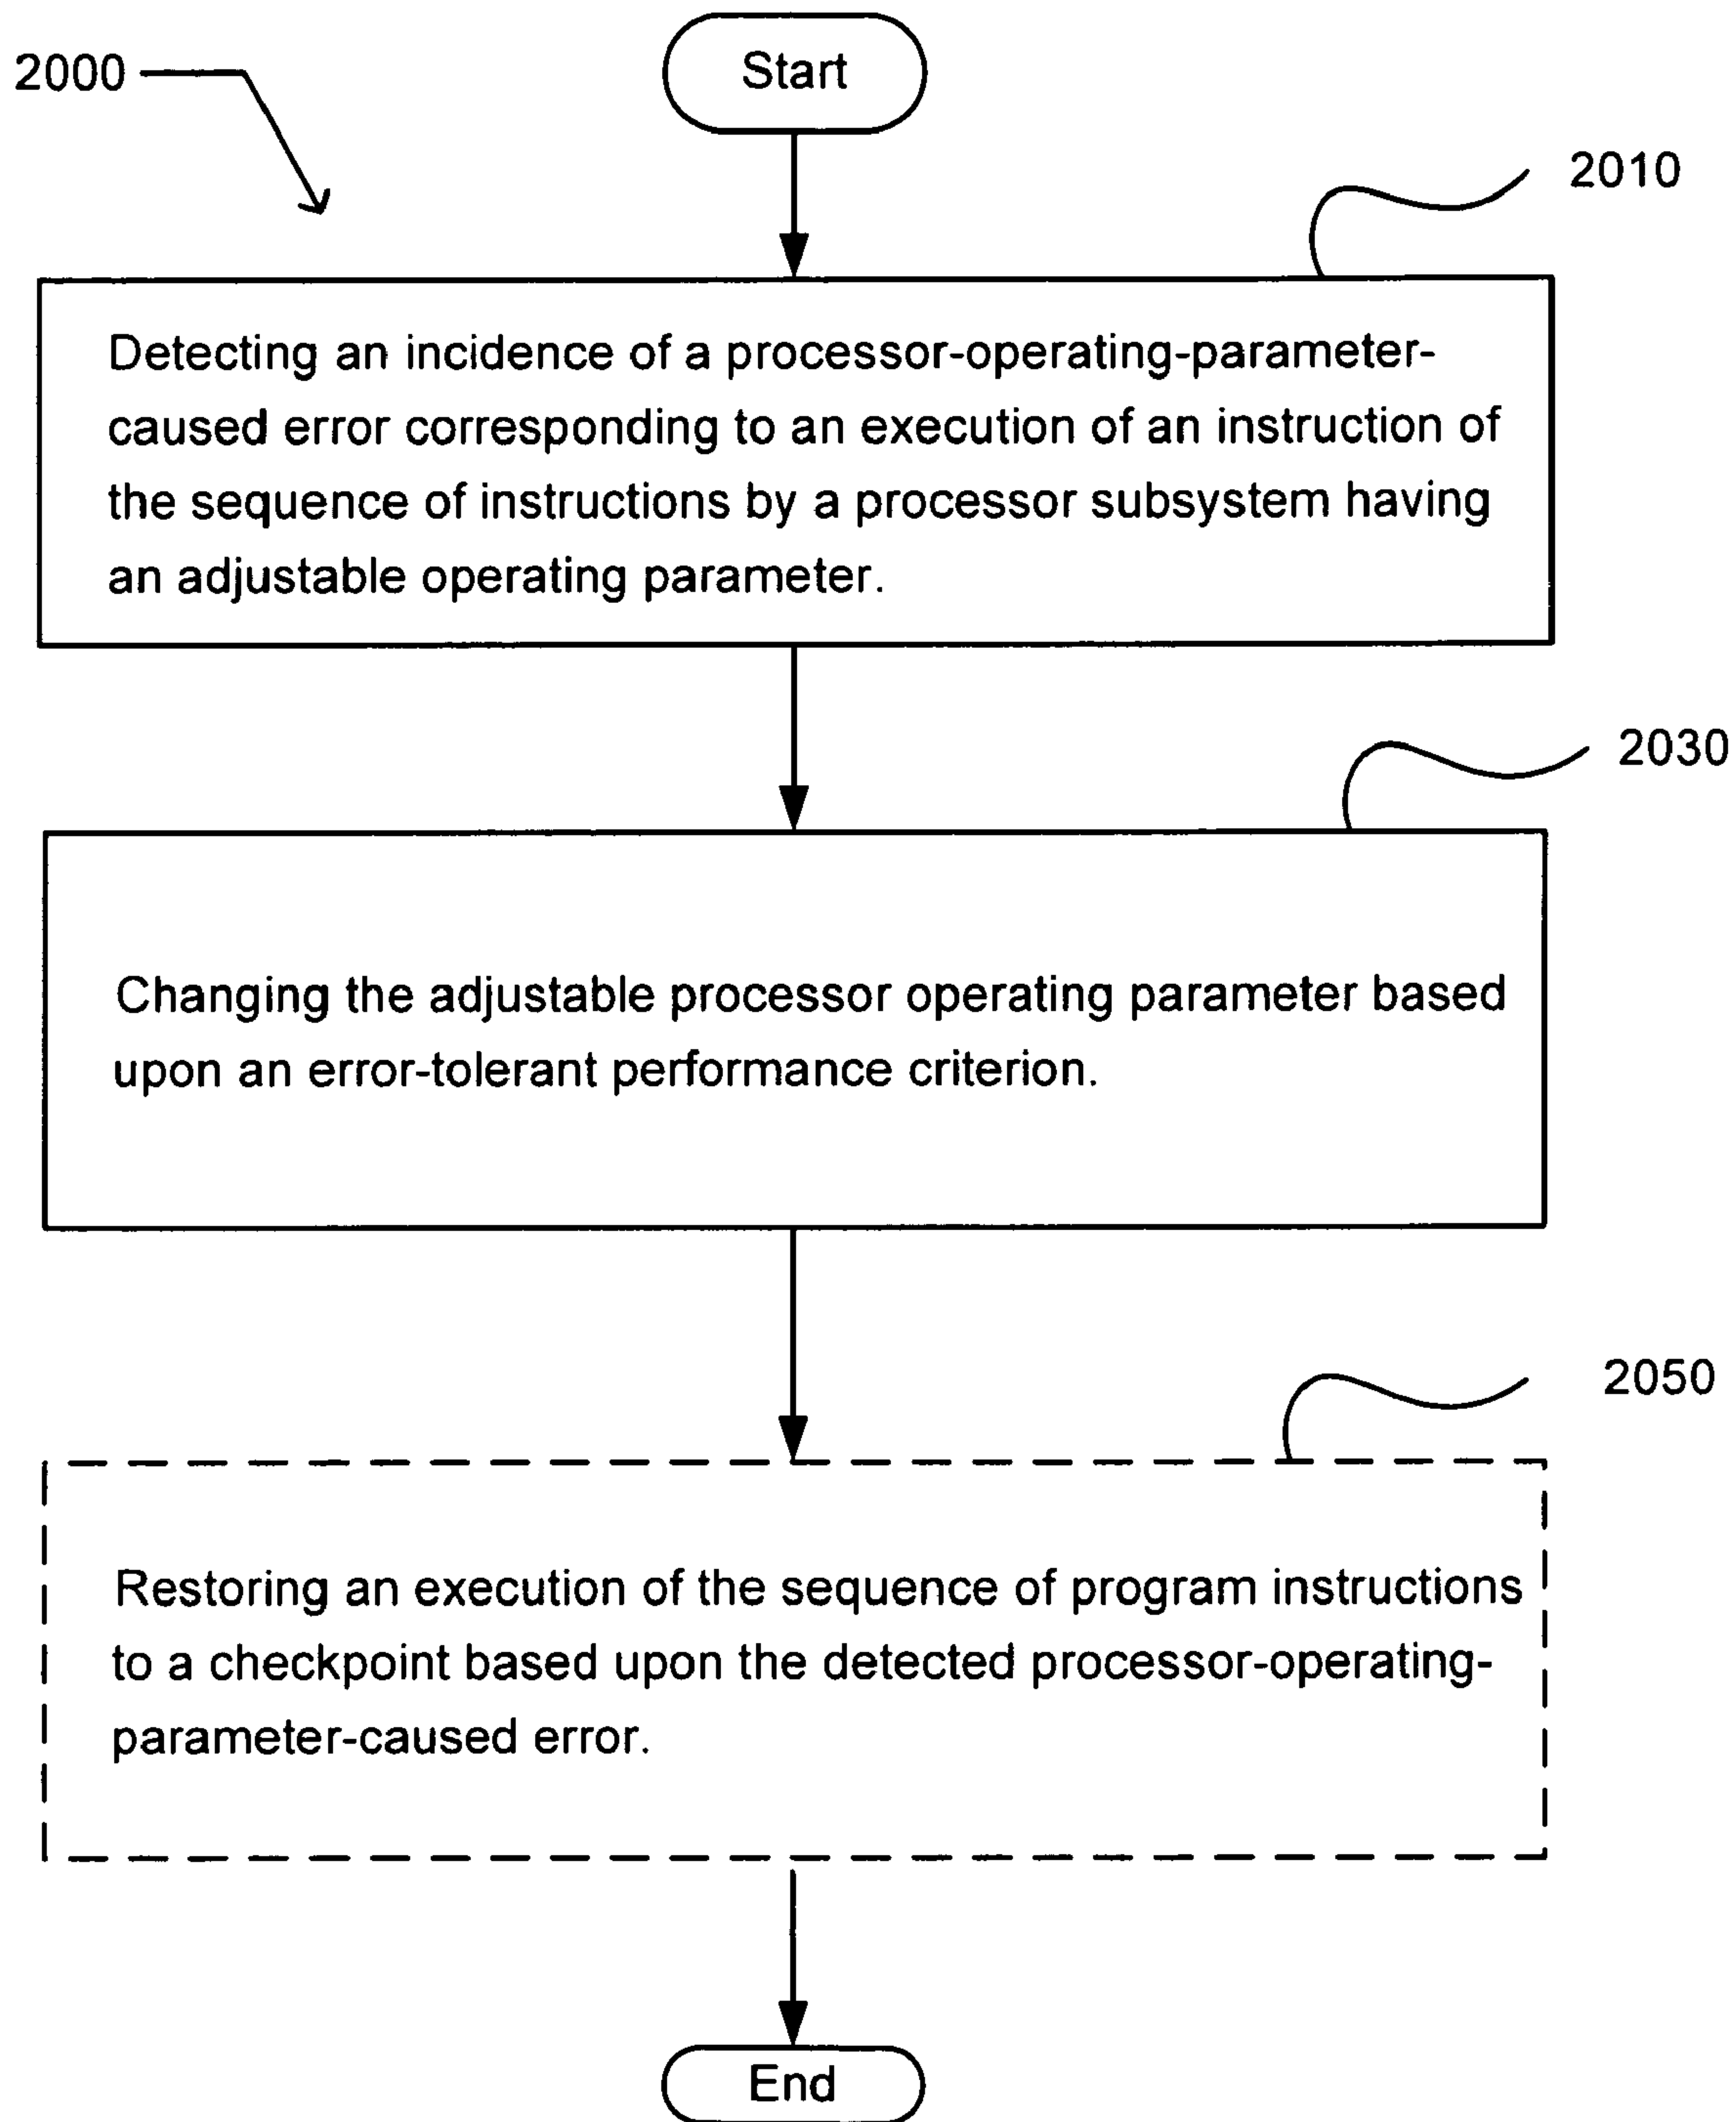 Start
2000
2010
Detecting an incidence of a processor-operating-parameter-
caused error corresponding to an execution of an instruction of
the sequence of instructions by a processor subsystem having
an adjustable operating parameter.
2030
Changing the adjustable processor operating parameter based
upon an error-tolerant performance criterion.
2050
Restoring an execution of the sequence of program instructions
to a checkpoint based upon the detected processor-operating-
parameter-caused error.
End